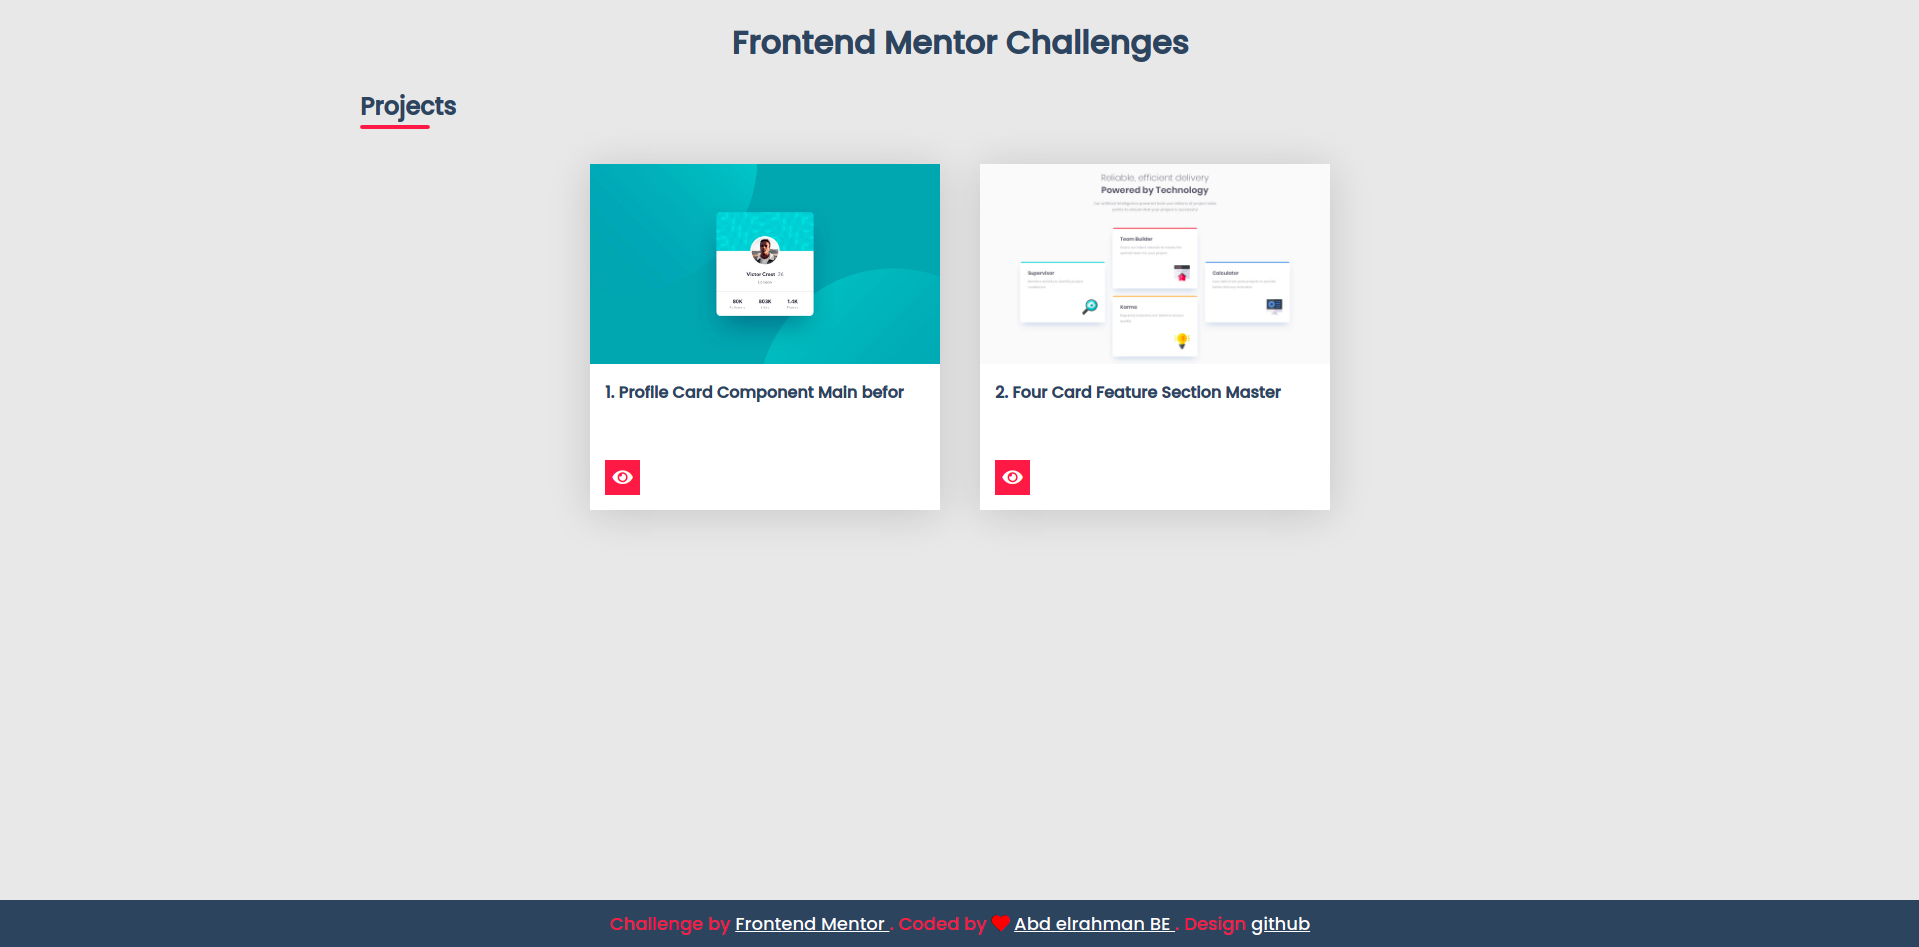 Frontend Mentor Challenges
Projects
Victor Crest 26
London
80K 803K 1.4K
1. Profile Card Component Main befor
Reliable, efficient delivery
Powered by Technology
Team Builder
Supervisor
Calculator
Karma
2. Four Card Feature Section Master
Challenge by Frontend Mentor . Coded by Abd elrahman BE . Design github